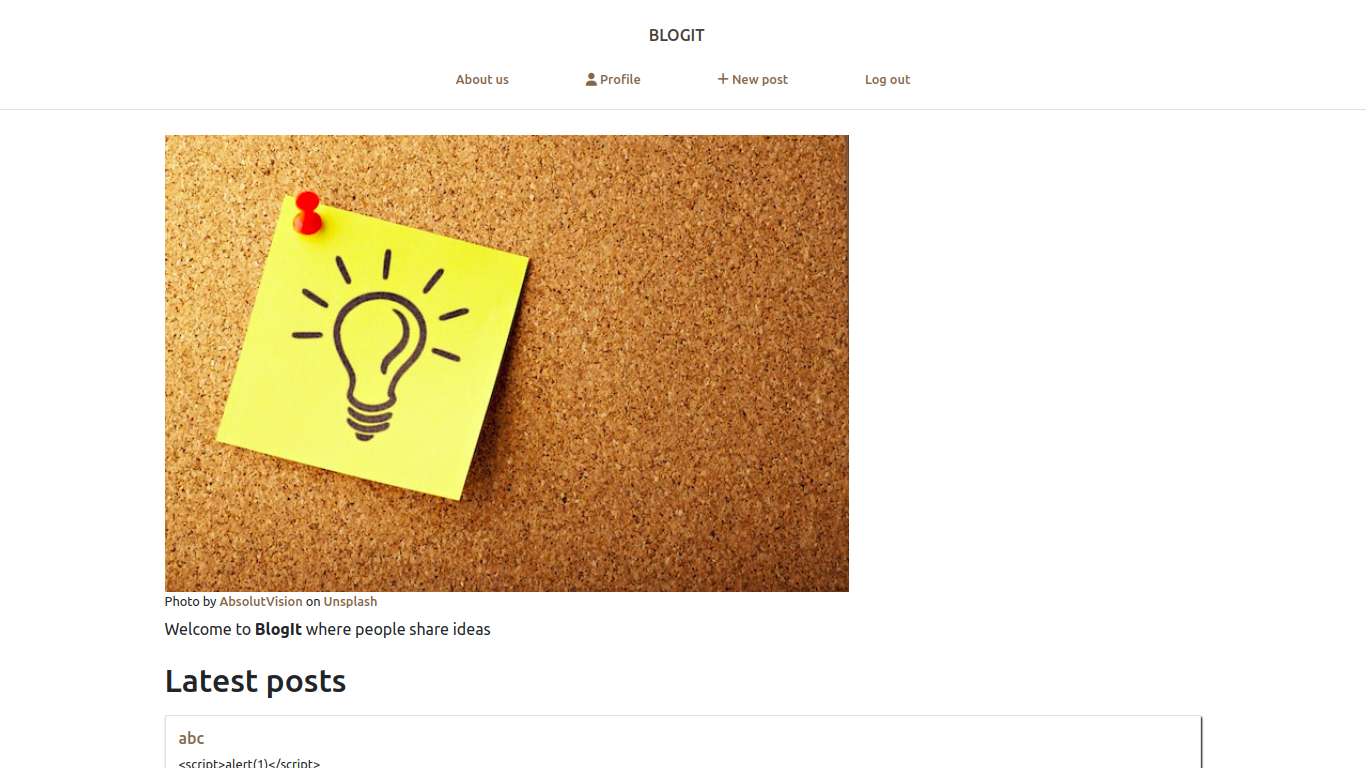 BLOGIT
About us
Profile
New post
Log out
Photo by AbsolutVision on Unsplash
Welcome to BlogIt where people share ideas
Latest posts
abc
<script>alert(1)</script>